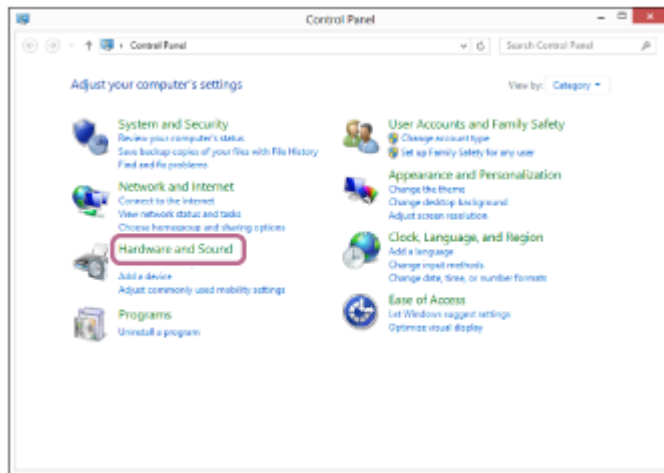 Control Panel
Control Panel
Search Control Panel
Adjust your computer's settings
View by: Category
System and Security
Review your computer's status
Save backup copies of your files with File History
Find and fix problems
Network and Internet
Connect to the Internet
View network status and tasks
Choose homegroup and sharing options
Hardware and Sound
Add a device
Adjust commonly used mobility settings
Programs
Uninstall a program
User Accounts and Family Safety
Change account type
Set up Family Safety for any user
Appearance and Personalization
Change the theme
Change desktop background
Adjust screen resolution
Clock, Language, and Region
Add a language
Change input methods
Change date, time, or number formats
Ease of Access
Let Windows suggest settings
Optimize visual display